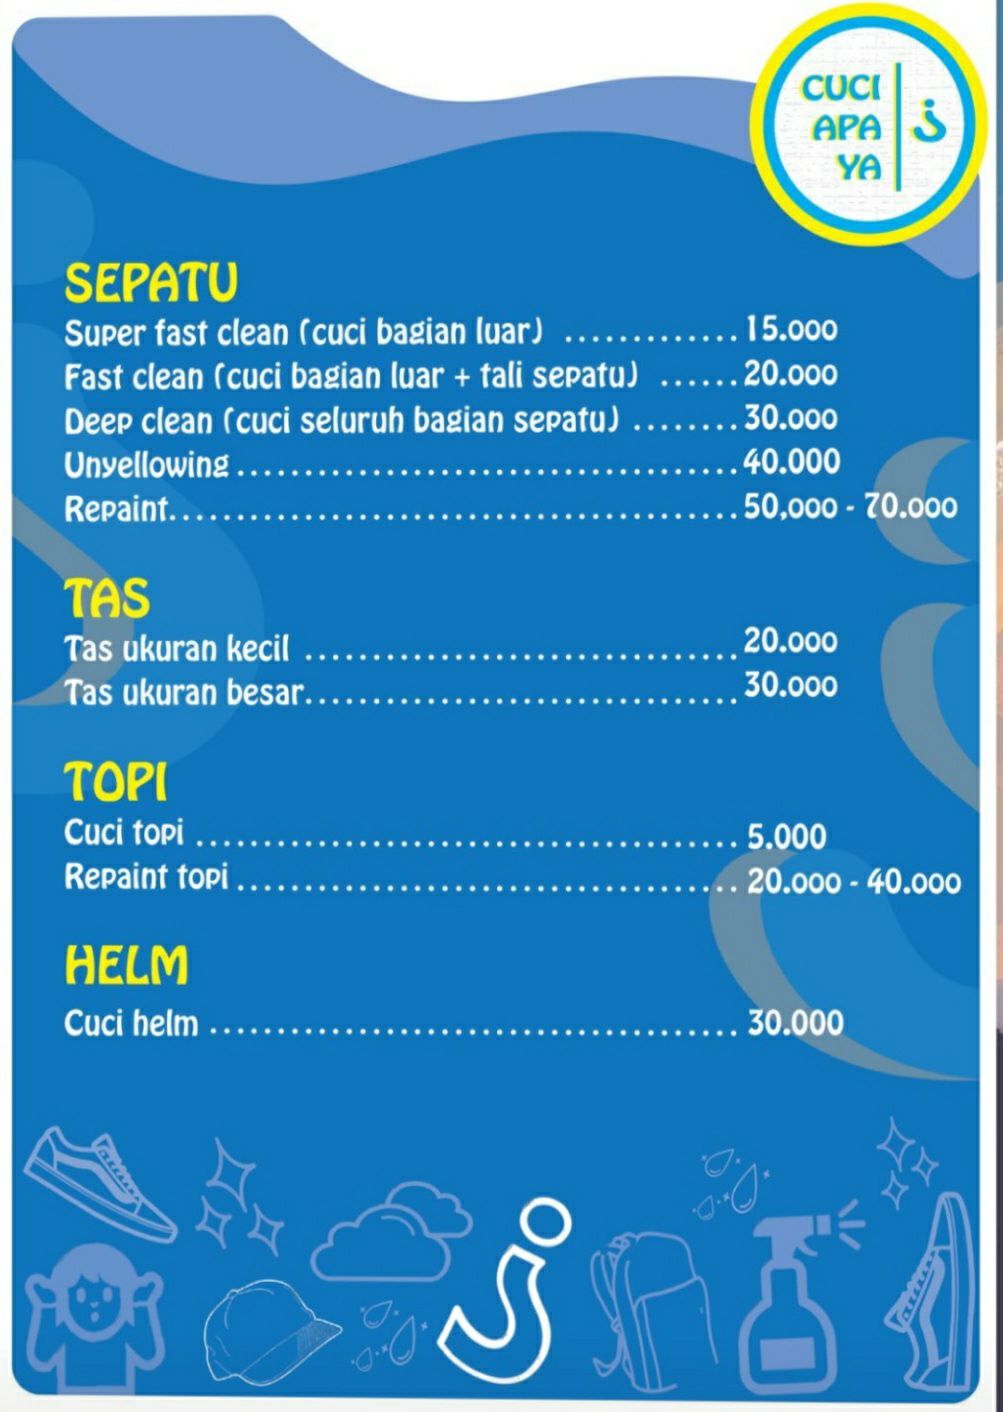 CUCI
APA
YA
SEPATU
Super fast clean (cuci bagian luar) ............. 15.000
Fast clean (cuci bagian luar + tali sepatu) ...... 20.000
Deep clean (cuci seluruh bagian sepatu) ........ 30.000
Unyellowing ..................................... 40.000
Repaint.......................................... 50,000 - 70.000
TAS
Tas ukuran kecil ................................ 20.000
Tas ukuran besar................................ 30.000
TOPI
Cuci topi ........................................ 5.000
Repaint topi ..................................... 20.000 - 40.000
HELM
Cuci helm ....................................... 30.000